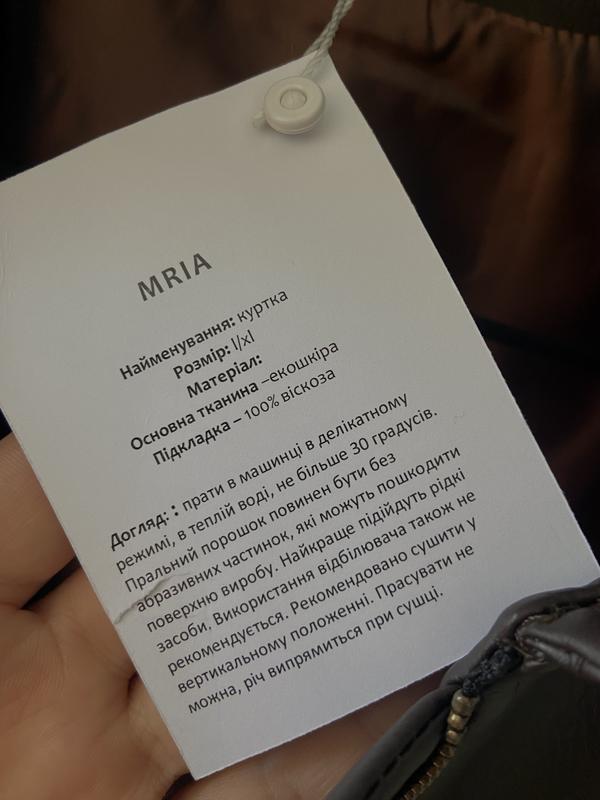 MRIA
Найменування: куртка
Розмір: l/xl
Матеріал:
Основна тканина –екошкіра
Підкладка – 100% віскоза
Догляд: : прати в машинці в делікатному
режимі, в теплій воді, не більше 30 градусів.
Пральний порошок повинен бути без
абразивних частинок, які можуть пошкодити
поверхню виробу. Найкраще підійдуть рідкі
засоби. Використання відбілювача також не
рекомендується. Рекомендовано сушити у
вертикальному положенні. Прасувати не
можна, річ випрямиться при сушці.